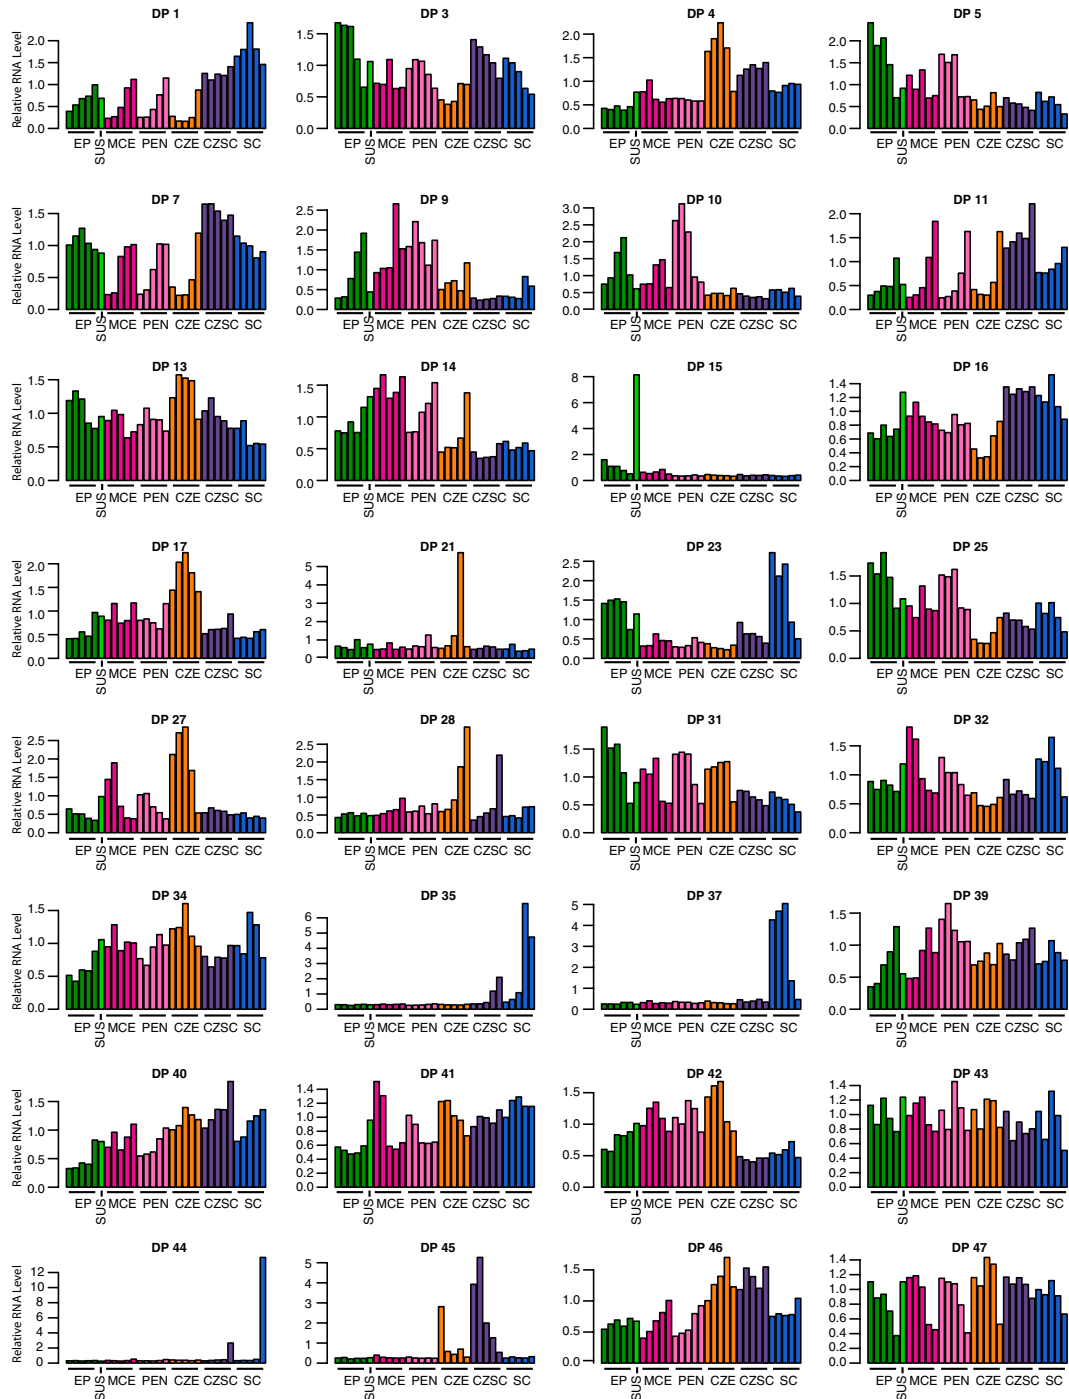 DP 1 DP 3 DP 4 DP 5
Relative RNA Level
2.0 1.5 1.0 0.5 0.0
1.5 1.0 0.5 0.0
2.0 1.5 1.0 0.5 0.0
2.0 1.5 1.0 0.5 0.0
EP SUS MCE PEN CZE CZSC SC
EP SUS MCE PEN CZE CZSC SC
EP SUS MCE PEN CZE CZSC SC
EP SUS MCE PEN CZE CZSC SC
DP 7 DP 9 DP 10 DP 11
Relative RNA Level
1.5 1.0 0.5 0.0
2.5 2.0 1.5 1.0 0.5 0.0
3.0 2.5 2.0 1.5 1.0 0.5 0.0
2.0 1.5 1.0 0.5 0.0
EP SUS MCE PEN CZE CZSC SC
EP SUS MCE PEN CZE CZSC SC
EP SUS MCE PEN CZE CZSC SC
EP SUS MCE PEN CZE CZSC SC
DP 13 DP 14 DP 15 DP 16
Relative RNA Level
1.5 1.0 0.5 0.0
1.5 1.0 0.5 0.0
8 6 4 2 0
1.4 1.2 1.0 0.8 0.6 0.4 0.2 0.0
EP SUS MCE PEN CZE CZSC SC
EP SUS MCE PEN CZE CZSC SC
EP SUS MCE PEN CZE CZSC SC
EP SUS MCE PEN CZE CZSC SC
DP 17 DP 21 DP 23 DP 25
Relative RNA Level
2.0 1.5 1.0 0.5 0.0
5 4 3 2 1 0
2.5 2.0 1.5 1.0 0.5 0.0
1.5 1.0 0.5 0.0
EP SUS MCE PEN CZE CZSC SC
EP SUS MCE PEN CZE CZSC SC
EP SUS MCE PEN CZE CZSC SC
EP SUS MCE PEN CZE CZSC SC
DP 27 DP 28 DP 31 DP 32
Relative RNA Level
2.5 2.0 1.5 1.0 0.5 0.0
2.5 2.0 1.5 1.0 0.5 0.0
1.5 1.0 0.5 0.0
1.5 1.0 0.5 0.0
EP SUS MCE PEN CZE CZSC SC
EP SUS MCE PEN CZE CZSC SC
EP SUS MCE PEN CZE CZSC SC
EP SUS MCE PEN CZE CZSC SC
DP 34 DP 35 DP 37 DP 39
Relative RNA Level
1.5 1.0 0.5 0.0
6 5 4 3 2 1 0
5 4 3 2 1 0
1.5 1.0 0.5 0.0
EP SUS MCE PEN CZE CZSC SC
EP SUS MCE PEN CZE CZSC SC
EP SUS MCE PEN CZE CZSC SC
EP SUS MCE PEN CZE CZSC SC
DP 40 DP 41 DP 42 DP 43
Relative RNA Level
1.5 1.0 0.5 0.0
1.4 1.2 1.0 0.8 0.6 0.4 0.2 0.0
1.5 1.0 0.5 0.0
1.4 1.2 1.0 0.8 0.6 0.4 0.2 0.0
EP SUS MCE PEN CZE CZSC SC
EP SUS MCE PEN CZE CZSC SC
EP SUS MCE PEN CZE CZSC SC
EP SUS MCE PEN CZE CZSC SC
DP 44 DP 45 DP 46 DP 47
Relative RNA Level
12 10 8 6 4 2 0
5 4 3 2 1 0
1.5 1.0 0.5 0.0
1.4 1.2 1.0 0.8 0.6 0.4 0.2 0.0
EP SUS MCE PEN CZE CZSC SC
EP SUS MCE PEN CZE CZSC SC
EP SUS MCE PEN CZE CZSC SC
EP SUS MCE PEN CZE CZSC SC